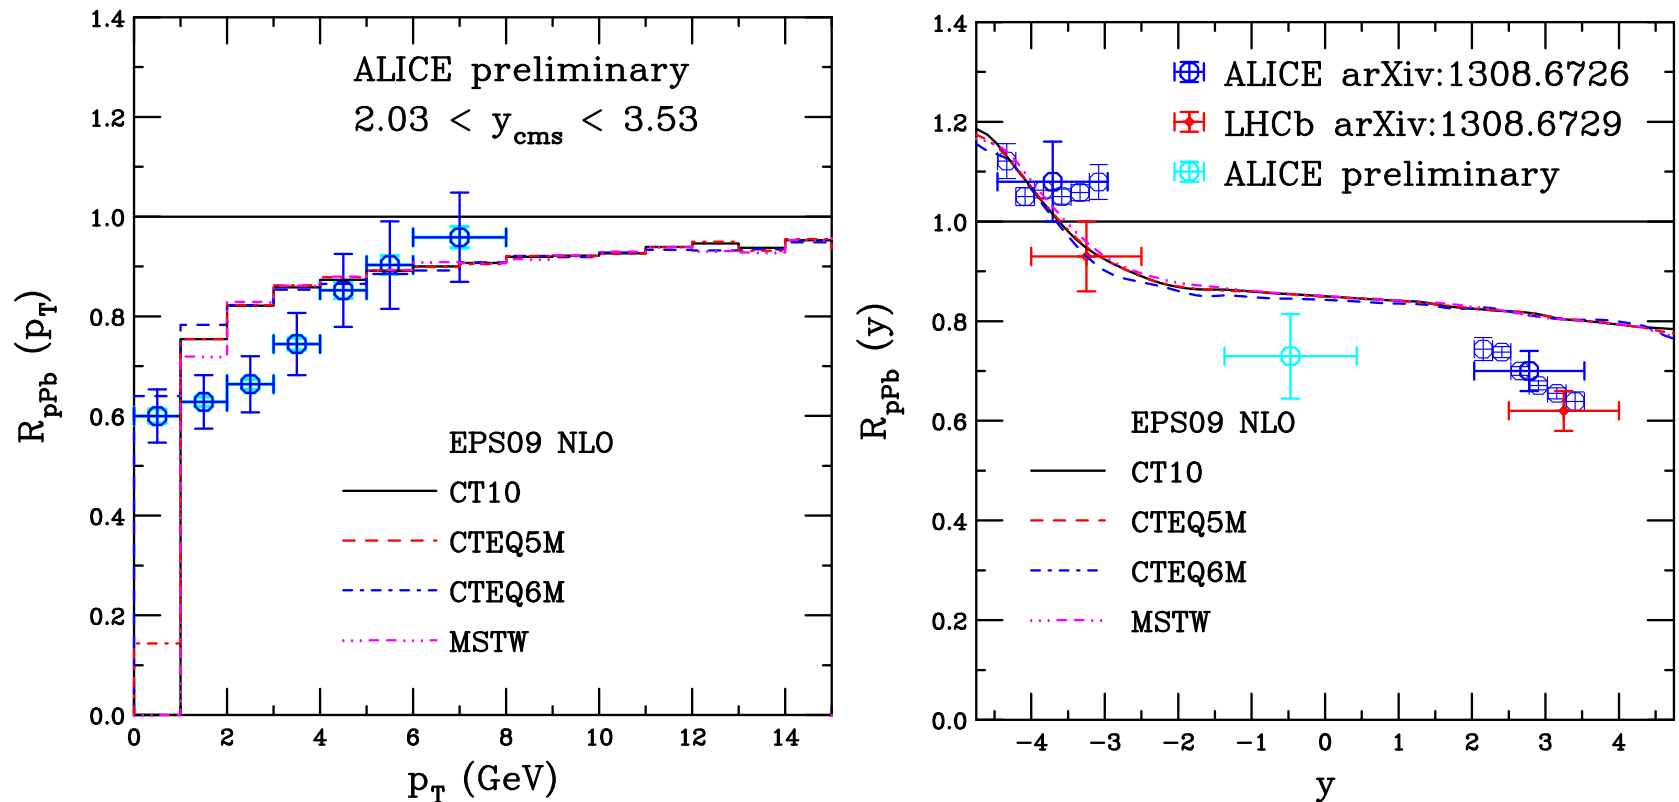 ALICE preliminary
2.03 < y_cms < 3.53
EPS09 NLO
CT10
CTEQ5M
CTEQ6M
MSTW
R_pPb (p_T)
1.4
1.2
1.0
0.8
0.6
0.4
0.2
0.0
0 2 4 6 8 10 12 14
p_T (GeV)
ALICE arXiv:1308.6726
LHCb arXiv:1308.6729
ALICE preliminary
EPS09 NLO
CT10
CTEQ5M
CTEQ6M
MSTW
R_pPb (y)
1.4
1.2
1.0
0.8
0.6
0.4
0.2
0.0
−4 −3 −2 −1 0 1 2 3 4
y